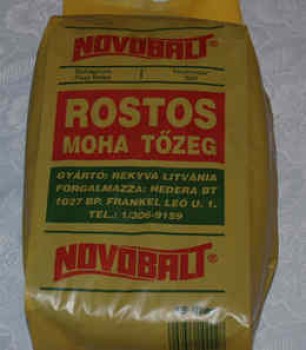 NOVOBALT®
ROSTOS
MOHA TŐZEG
GYÁRTÓ: REKYVA LITVÁNIA
FORGALMAZZA: HEDERA BT
1027 BP. FRANKEL LEÓ U. 1.
TEL.: 1/306-9159
NOVOBALT®